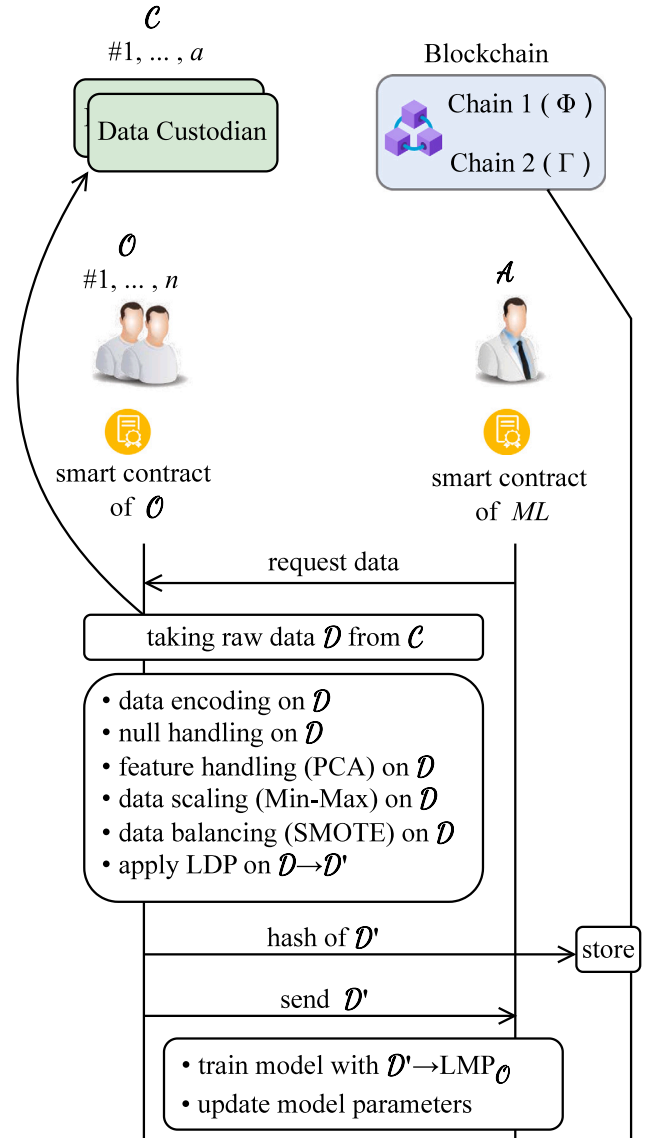 𝒞
#1, ... , a
Data Custodian
Blockchain
Chain 1 ( Φ )
Chain 2 ( Γ )
𝒪
#1, ... , n
𝒜
smart contract
of 𝒪
smart contract
of ML
request data
taking raw data 𝒟 from 𝒞
• data encoding on 𝒟
• null handling on 𝒟
• feature handling (PCA) on 𝒟
• data scaling (Min-Max) on 𝒟
• data balancing (SMOTE) on 𝒟
• apply LDP on 𝒟→𝒟'
hash of 𝒟'
store
send 𝒟'
• train model with 𝒟'→LMP𝒪
• update model parameters